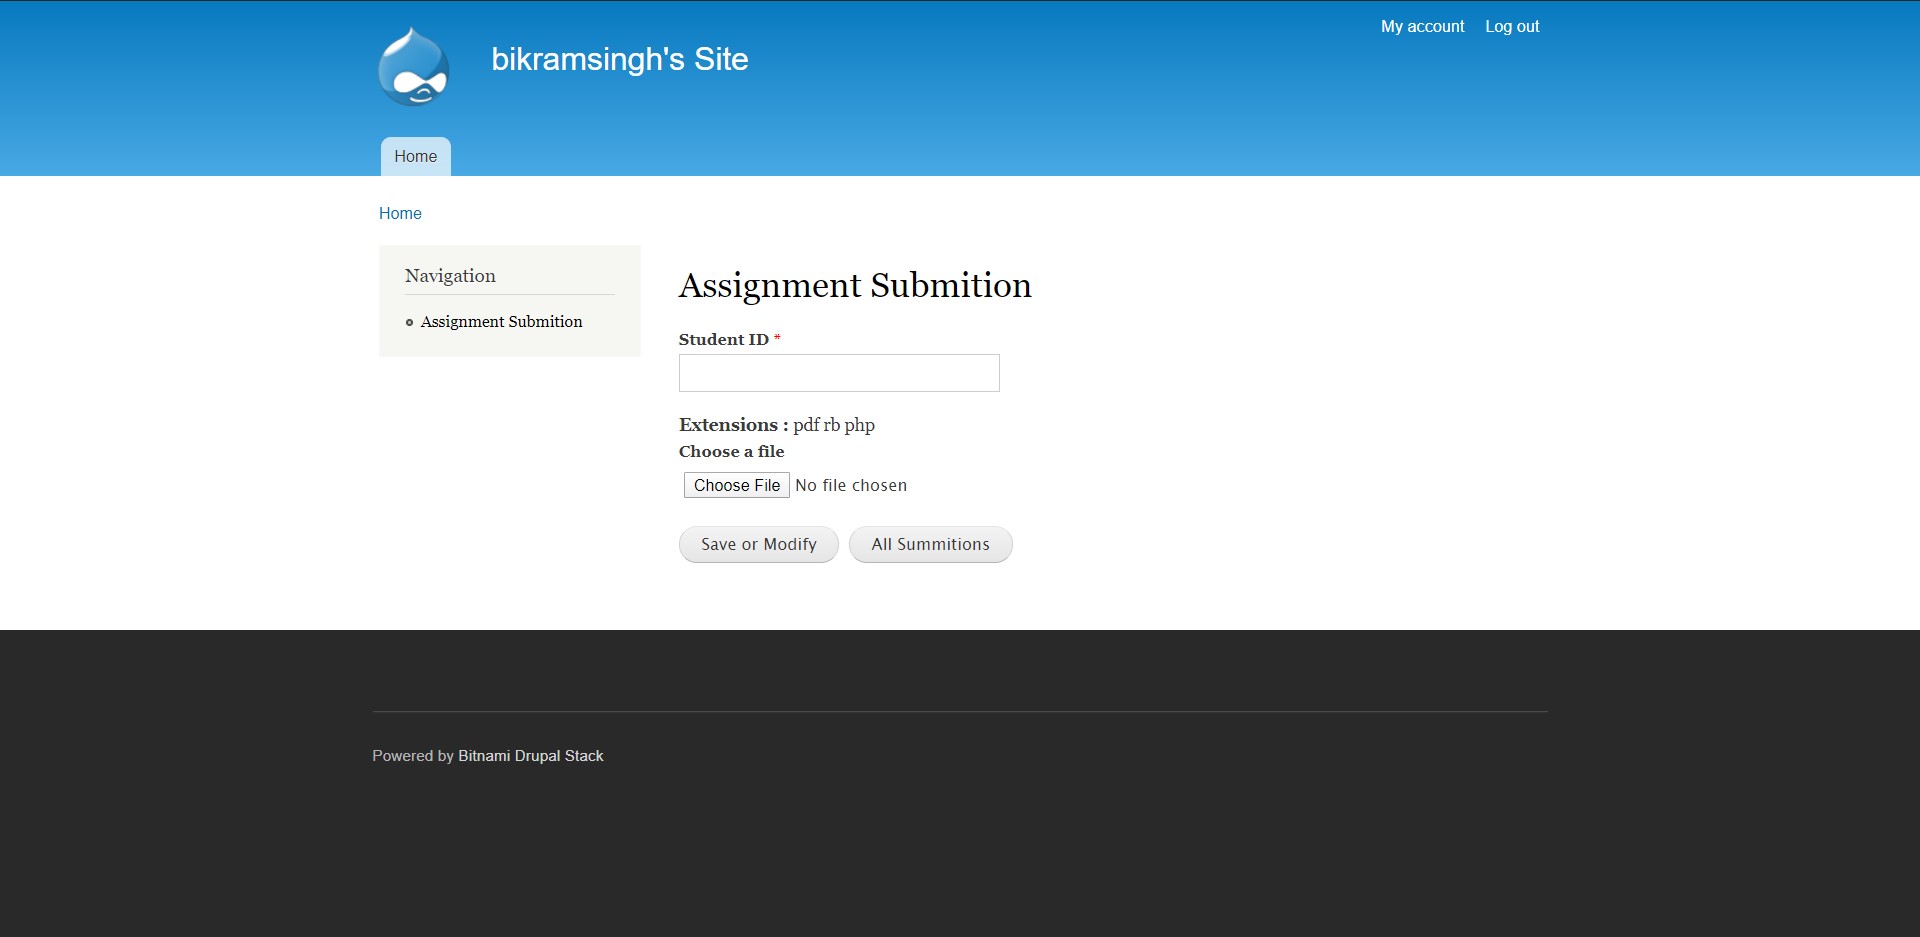 My account Log out
bikramsingh's Site
Home
Home
Navigation
Assignment Submition
Assignment Submition
Student ID *
Extensions : pdf rb php
Choose a file
Choose File No file chosen
Save or Modify All Summitions
Powered by Bitnami Drupal Stack